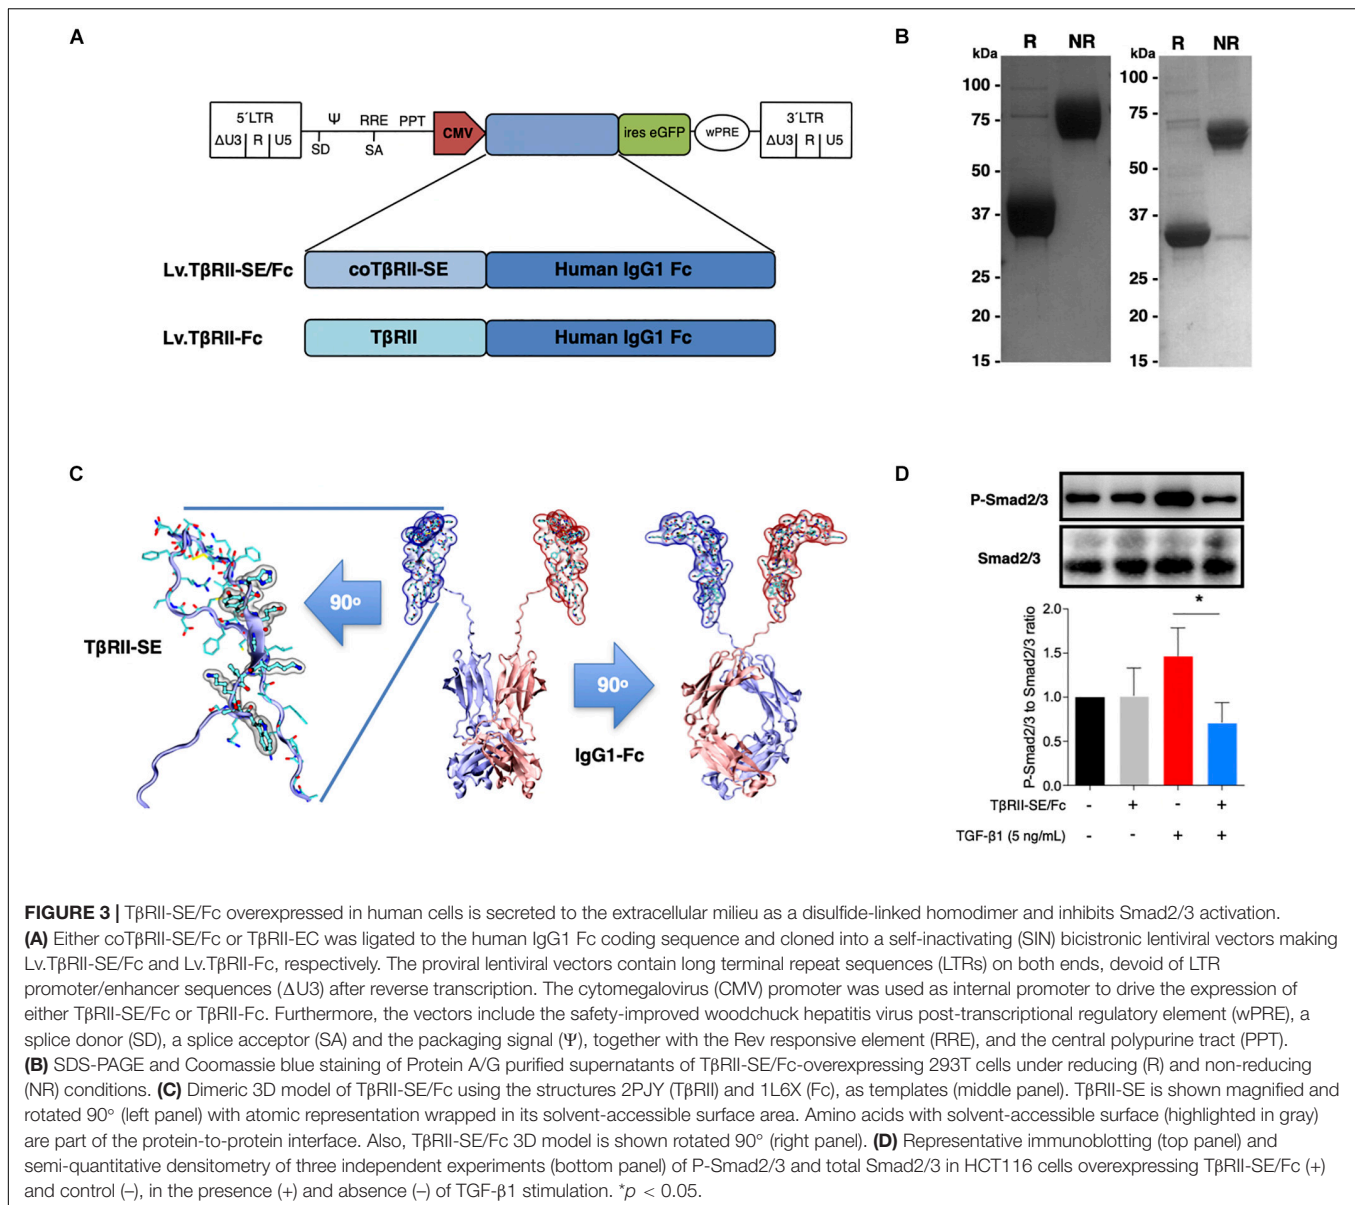 A
5´LTR
ΔU3 R U5
Ψ RRE PPT
SD SA
CMV
ires eGFP
wPRE
3´LTR
ΔU3 R U5
Lv.TβRII-SE/Fc
coTβRII-SE
Human IgG1 Fc
Lv.TβRII-Fc
TβRII
Human IgG1 Fc
B
kDa R NR
100 -
75 -
50 -
37 -
25 -
20 -
15 -
kDa R NR
100 -
75 -
50 -
37 -
25 -
20 -
15 -
C
TβRII-SE
90°
90°
IgG1-Fc
D
P-Smad2/3
Smad2/3
P-Smad2/3 to Smad2/3 ratio
2.0
1.5
1.0
0.5
0.0
*
TβRII-SE/Fc - + - +
TGF-β1 (5 ng/mL) - - + +
FIGURE 3 | TβRII-SE/Fc overexpressed in human cells is secreted to the extracellular milieu as a disulfide-linked homodimer and inhibits Smad2/3 activation.
(A) Either coTβRII-SE/Fc or TβRII-EC was ligated to the human IgG1 Fc coding sequence and cloned into a self-inactivating (SIN) bicistronic lentiviral vectors making
Lv.TβRII-SE/Fc and Lv.TβRII-Fc, respectively. The proviral lentiviral vectors contain long terminal repeat sequences (LTRs) on both ends, devoid of LTR
promoter/enhancer sequences (ΔU3) after reverse transcription. The cytomegalovirus (CMV) promoter was used as internal promoter to drive the expression of
either TβRII-SE/Fc or TβRII-Fc. Furthermore, the vectors include the safety-improved woodchuck hepatitis virus post-transcriptional regulatory element (wPRE), a
splice donor (SD), a splice acceptor (SA) and the packaging signal (Ψ), together with the Rev responsive element (RRE), and the central polypurine tract (PPT).
(B) SDS-PAGE and Coomassie blue staining of Protein A/G purified supernatants of TβRII-SE/Fc-overexpressing 293T cells under reducing (R) and non-reducing
(NR) conditions. (C) Dimeric 3D model of TβRII-SE/Fc using the structures 2PJY (TβRII) and 1L6X (Fc), as templates (middle panel). TβRII-SE is shown magnified and
rotated 90° (left panel) with atomic representation wrapped in its solvent-accessible surface area. Amino acids with solvent-accessible surface (highlighted in gray)
are part of the protein-to-protein interface. Also, TβRII-SE/Fc 3D model is shown rotated 90° (right panel). (D) Representative immunoblotting (top panel) and
semi-quantitative densitometry of three independent experiments (bottom panel) of P-Smad2/3 and total Smad2/3 in HCT116 cells overexpressing TβRII-SE/Fc (+)
and control (–), in the presence (+) and absence (–) of TGF-β1 stimulation. *p < 0.05.